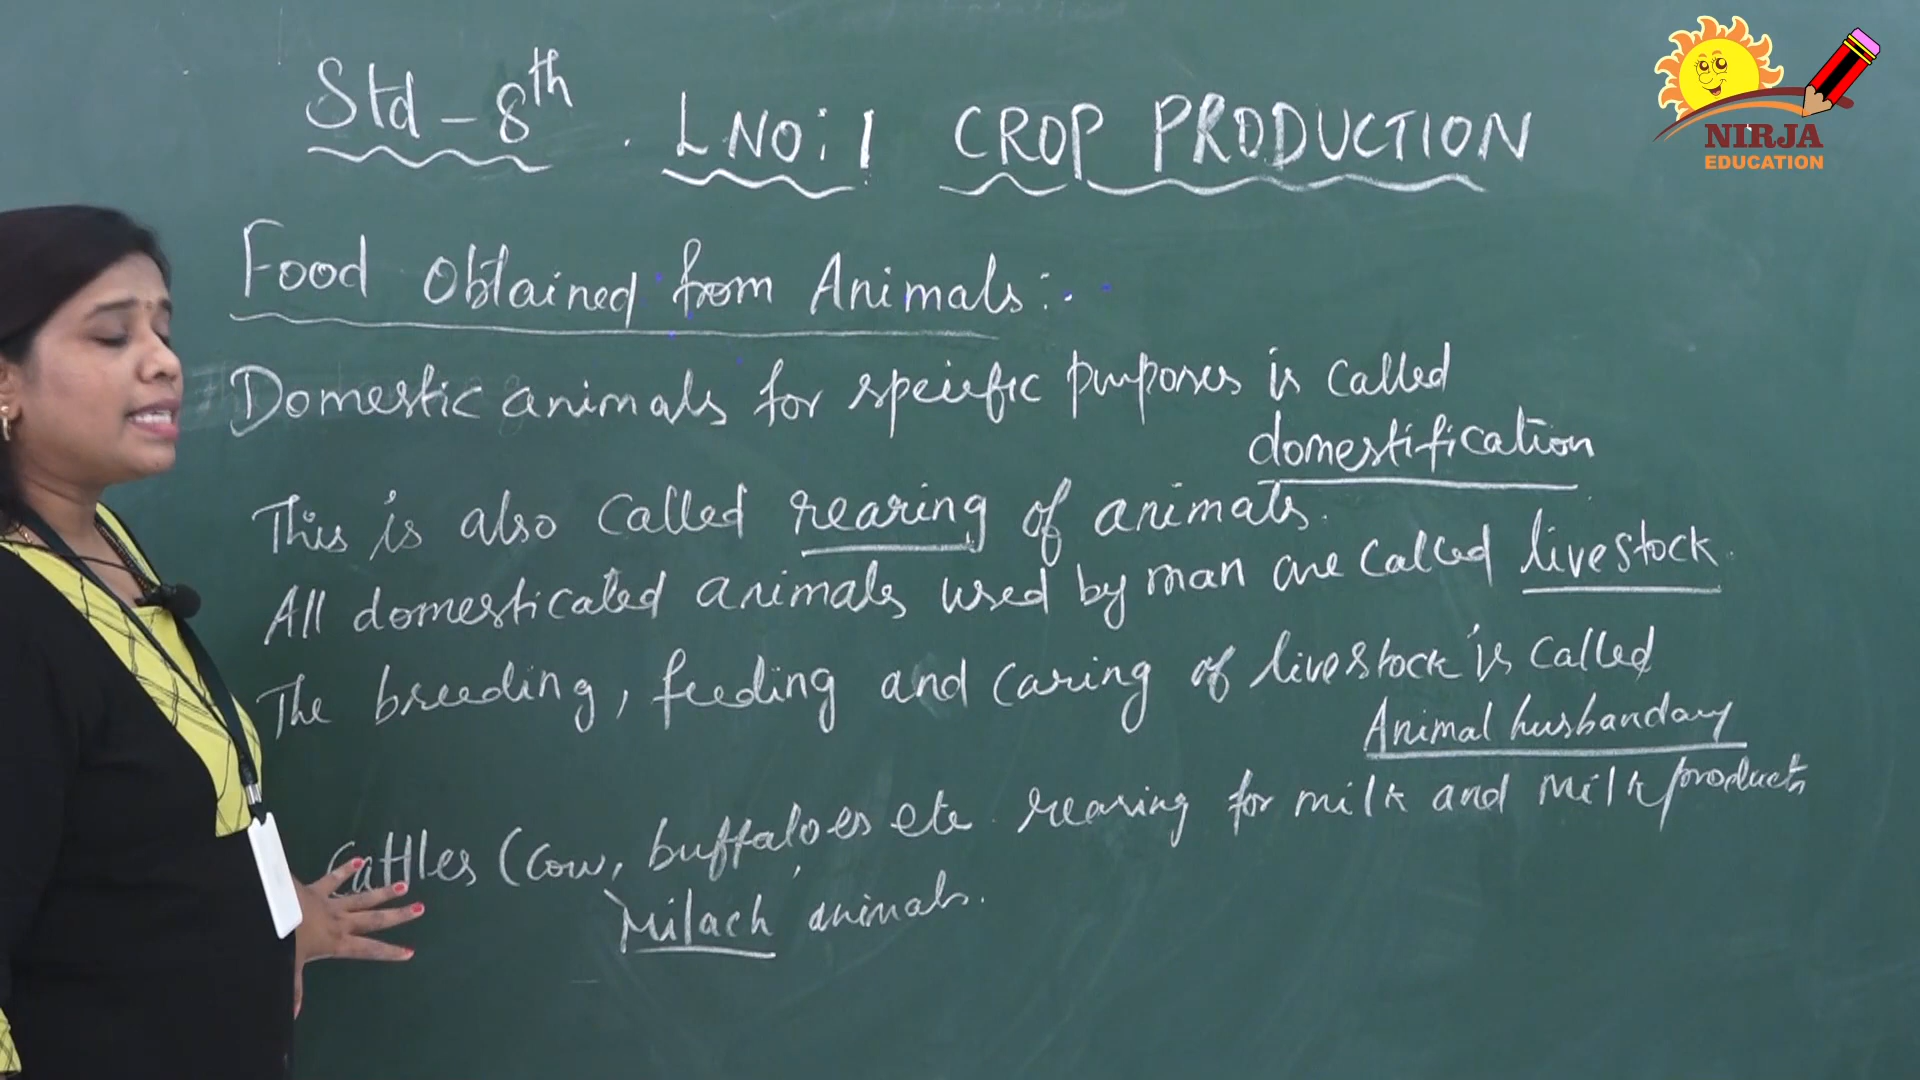 Std - 8th . LNO: 1 CROP PRODUCTION
NIRJA
EDUCATION
Food Obtained from Animals :-
Domestic animals for speiefic purposes is called
domestification
This is also called rearing of animals.
All domesticated animals used by man are called livestock.
The breeding, feeding and caring of livestock is called
Animal husbandary
Cattles (cow, buffaloes etc rearing for milk and milk products
Milach animals.